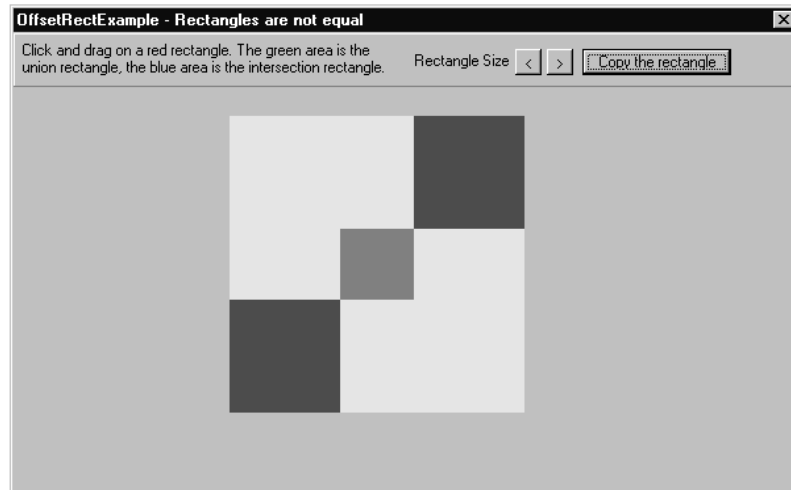 OffsetRectExample - Rectangles are not equal
Click and drag on a red rectangle. The green area is the
union rectangle, the blue area is the intersection rectangle.
Rectangle Size < > Copy the rectangle